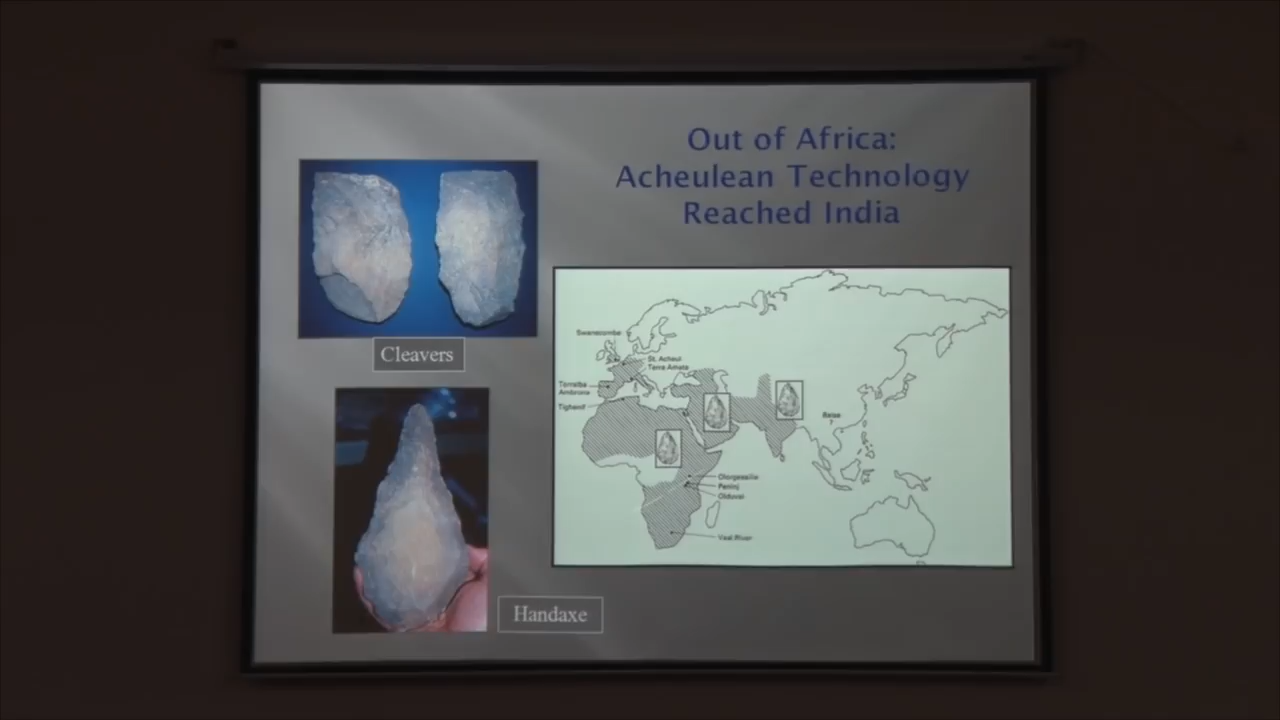 Out of Africa:
Acheulean Technology
Reached India
Cleavers
Handaxe
Swanscombe
St. Acheul
Terra Amata
Torralba
Ambrona
Tighenif
Bose
Olorgesailie
Peninj
Olduvai
Vaal River